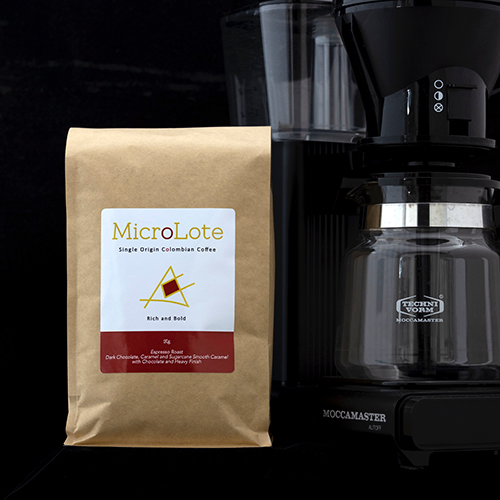 MicroLote
Single Origin Colombian Coffee
Rich and Bold
Espresso Roast
Dark Chocolate, Caramel and Sugarcane Smooth Caramel
with Chocolate and Heavy Finish
TECHNI
VORM
MOCCAMASTER
MOCCAMASTER